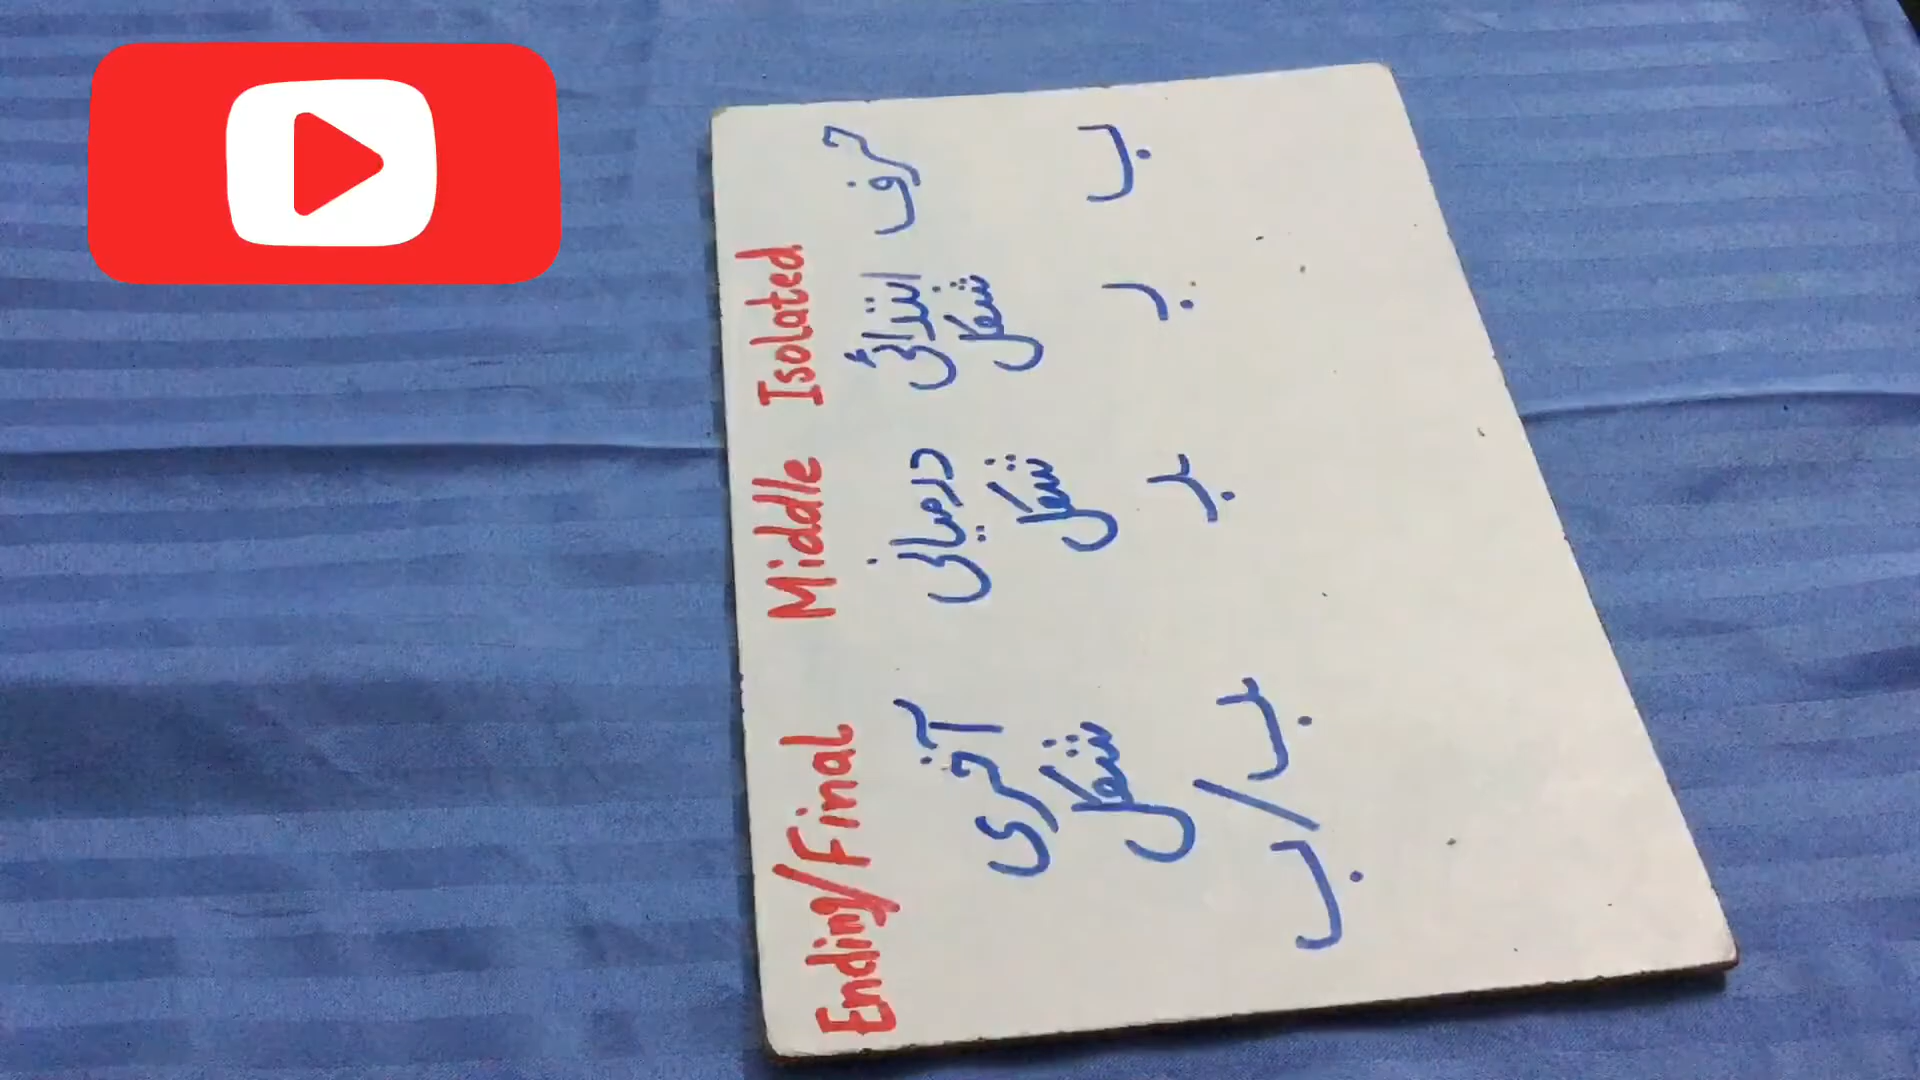 Ending/Final Middle Isolated
حرف ابتدائی درمیانی آخری
شکل شکل شکل
ب بـ ـبـ ـب/ب